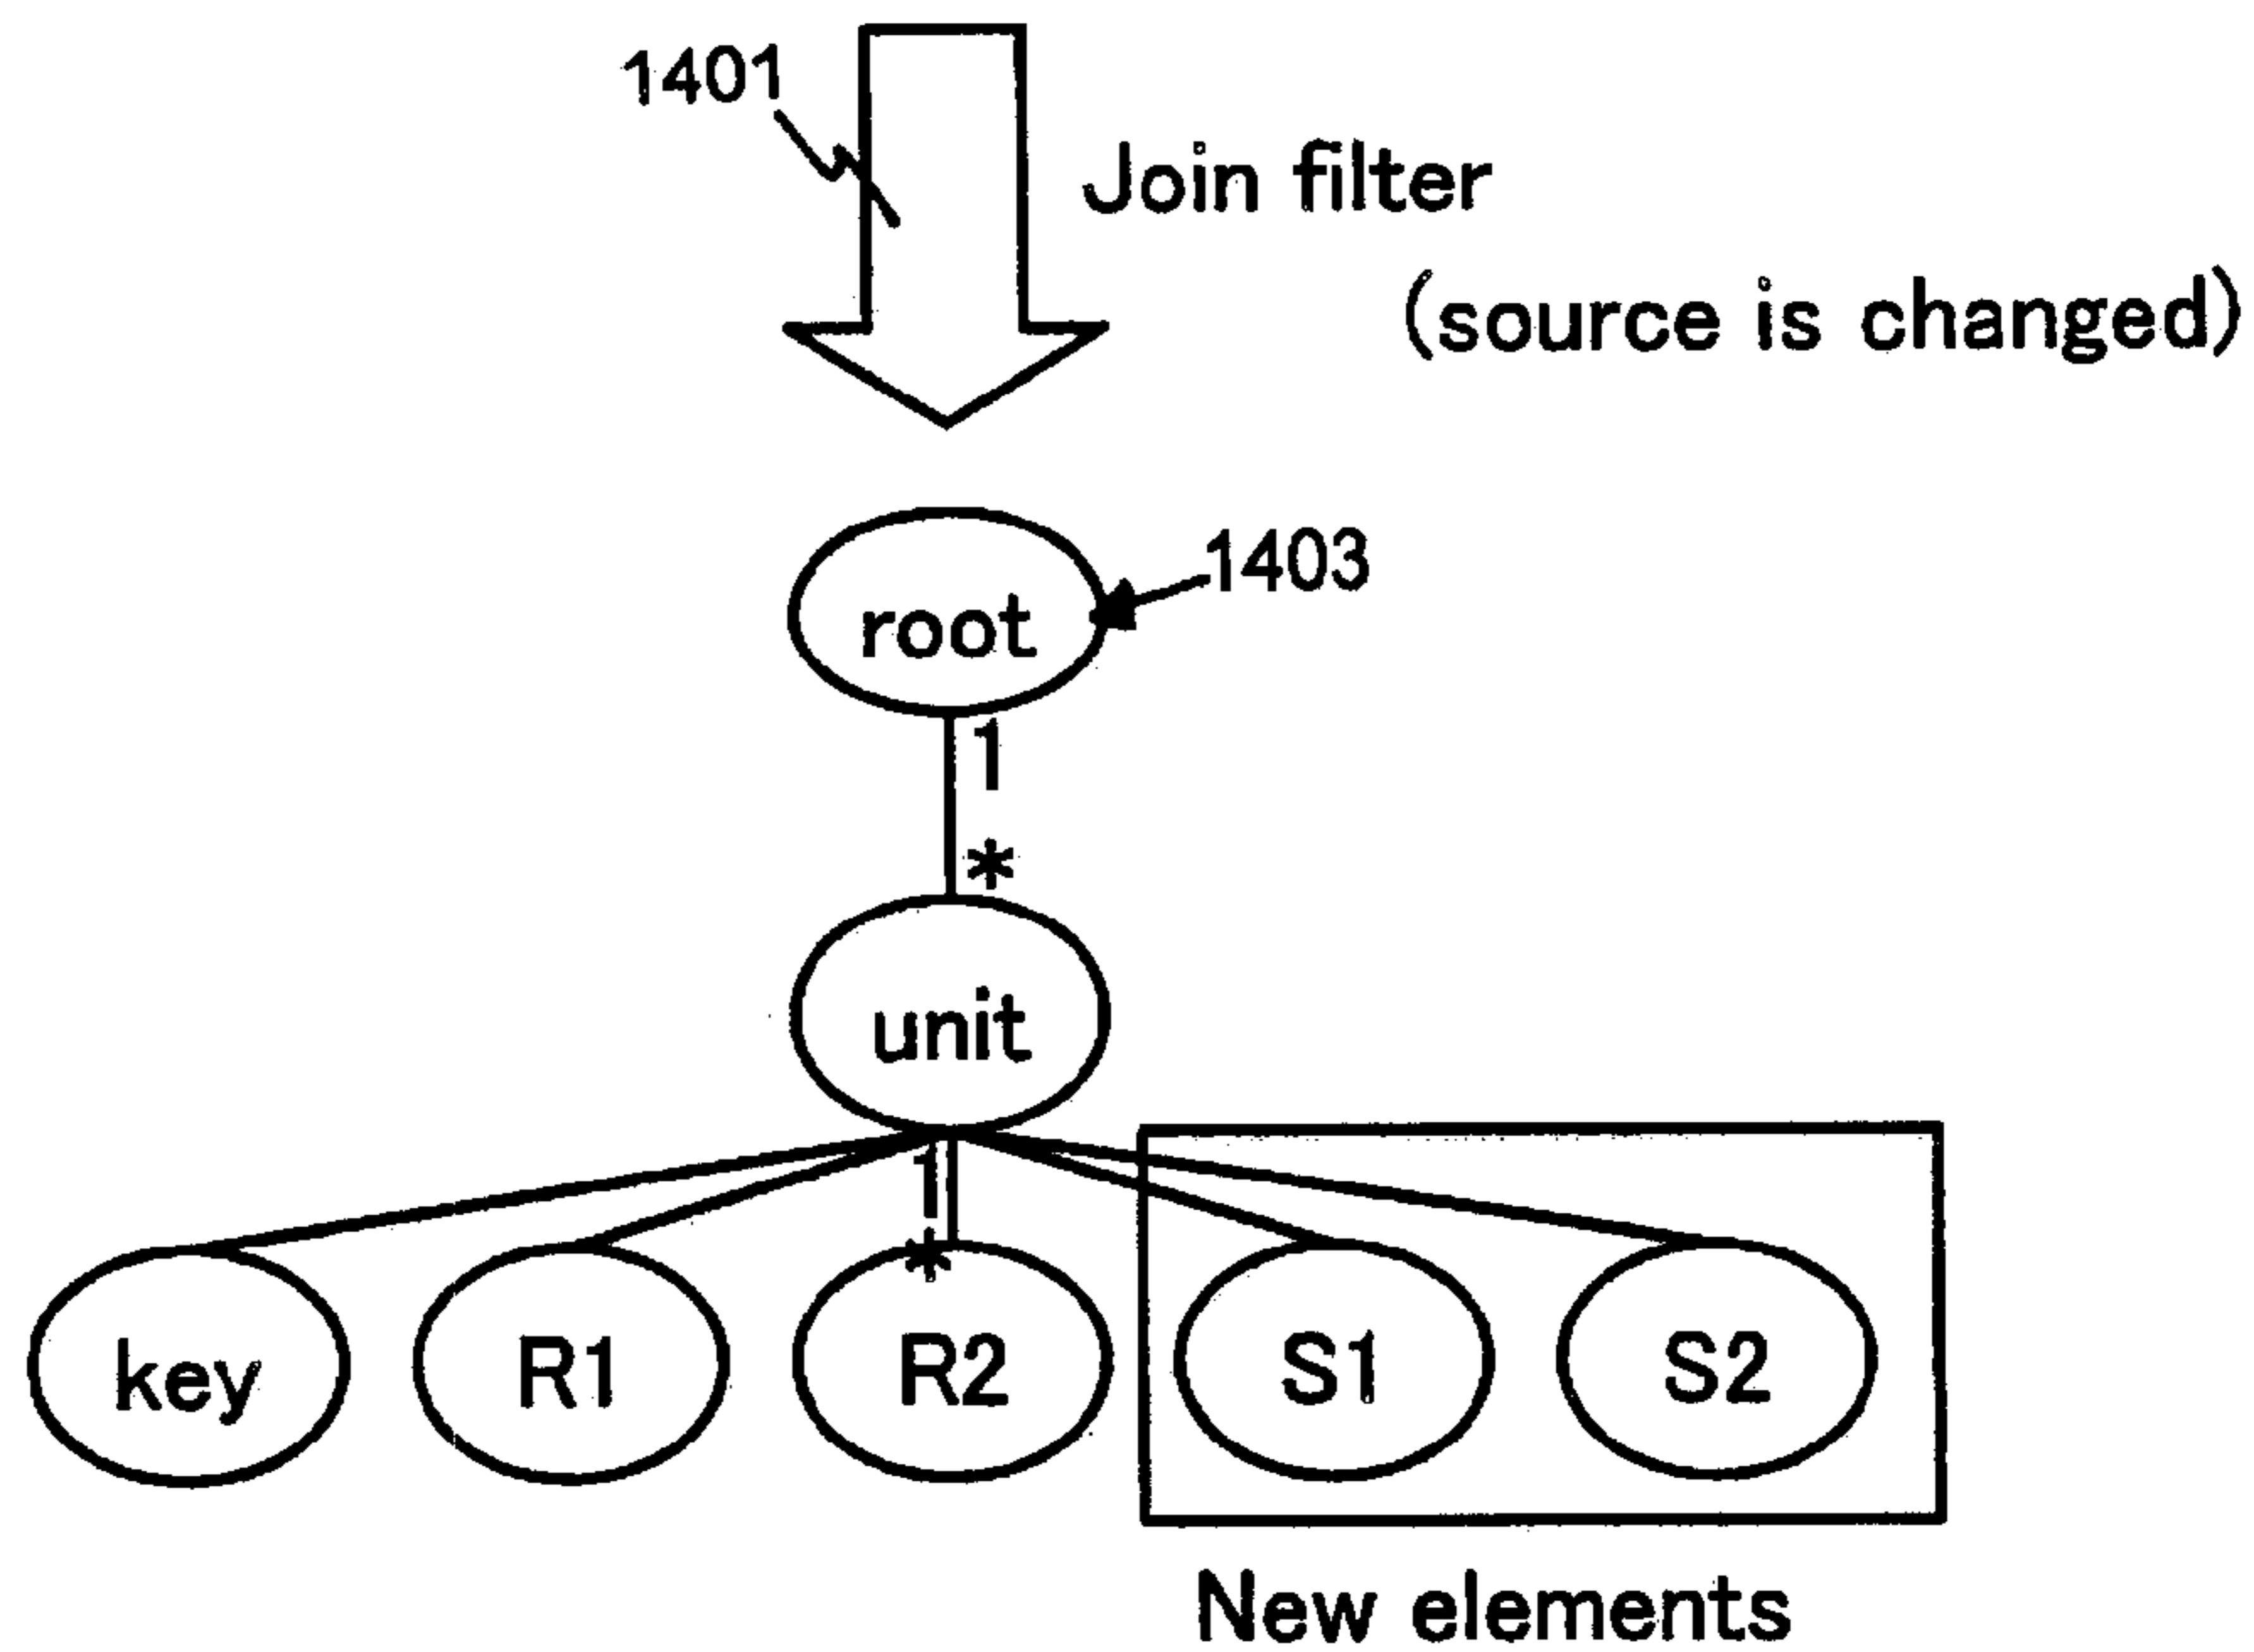 1401
Join filter
(source is changed)
root
1403
1
*
unit
1
*
key
R1
R2
S1
S2
New elements